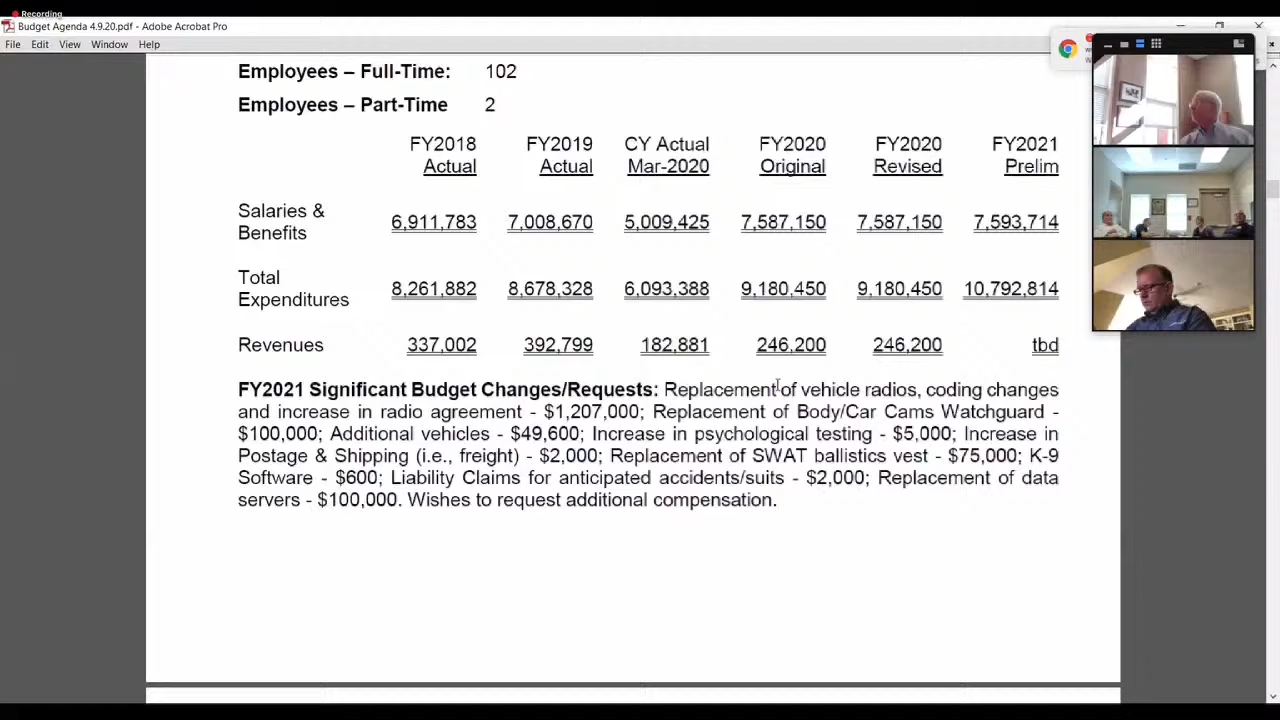 Recording
Budget Agenda 4.9.20.pdf - Adobe Acrobat Pro
File Edit View Window Help
Employees – Full-Time: 102
Employees – Part-Time 2
FY2018 FY2019 CY Actual FY2020 FY2020 FY2021
Actual Actual Mar-2020 Original Revised Prelim
Salaries &
Benefits 6,911,783 7,008,670 5,009,425 7,587,150 7,587,150 7,593,714
Total
Expenditures 8,261,882 8,678,328 6,093,388 9,180,450 9,180,450 10,792,814
Revenues 337,002 392,799 182,881 246,200 246,200 tbd
FY2021 Significant Budget Changes/Requests: Replacement of vehicle radios, coding changes
and increase in radio agreement - $1,207,000; Replacement of Body/Car Cams Watchguard -
$100,000; Additional vehicles - $49,600; Increase in psychological testing - $5,000; Increase in
Postage & Shipping (i.e., freight) - $2,000; Replacement of SWAT ballistics vest - $75,000; K-9
Software - $600; Liability Claims for anticipated accidents/suits - $2,000; Replacement of data
servers - $100,000. Wishes to request additional compensation.